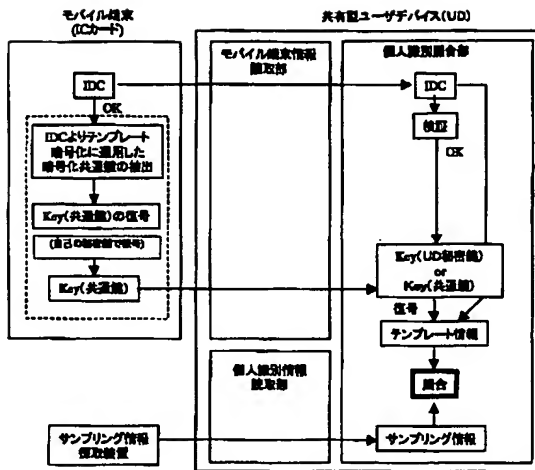 モバイル端末
(ICカード)
共有型ユーザデバイス(UD)
モバイル端末情報
読取部
個人識別照合部
IDC
OK
IDCよりテンプレート
暗号化に適用した
暗号化共通鍵の抽出
Key(共通鍵)の復号
(自己の秘密鍵で復号)
Key(共通鍵)
IDC
検証
OK
Key(UD秘密鍵)
or
Key(共通鍵)
復号
テンプレート情報
照合
個人識別情報
読取部
サンプリング情報
採取装置
サンプリング情報